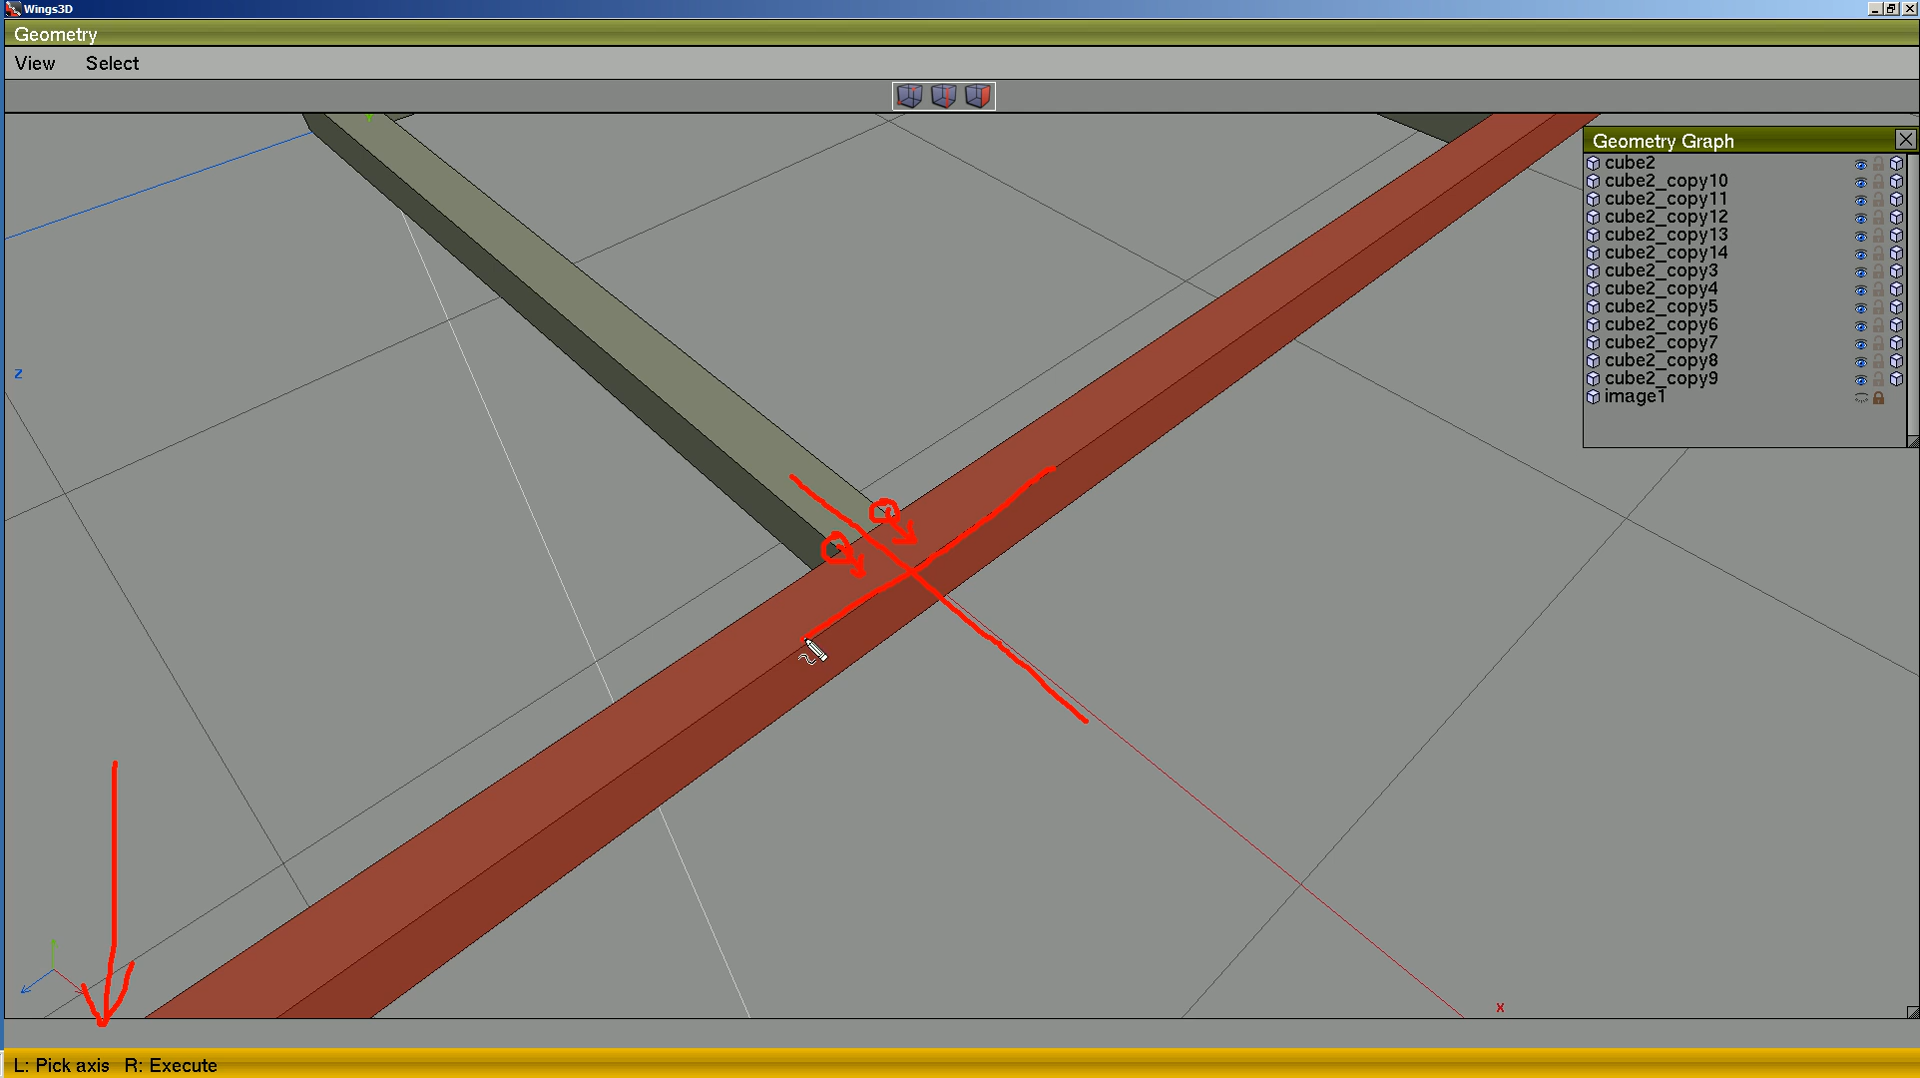 Wings3D
Geometry
View Select
Y
Geometry Graph
cube2
cube2_copy10
cube2_copy11
cube2_copy12
cube2_copy13
cube2_copy14
cube2_copy3
cube2_copy4
cube2_copy5
cube2_copy6
cube2_copy7
cube2_copy8
cube2_copy9
image1
Z
X
L: Pick axis R: Execute